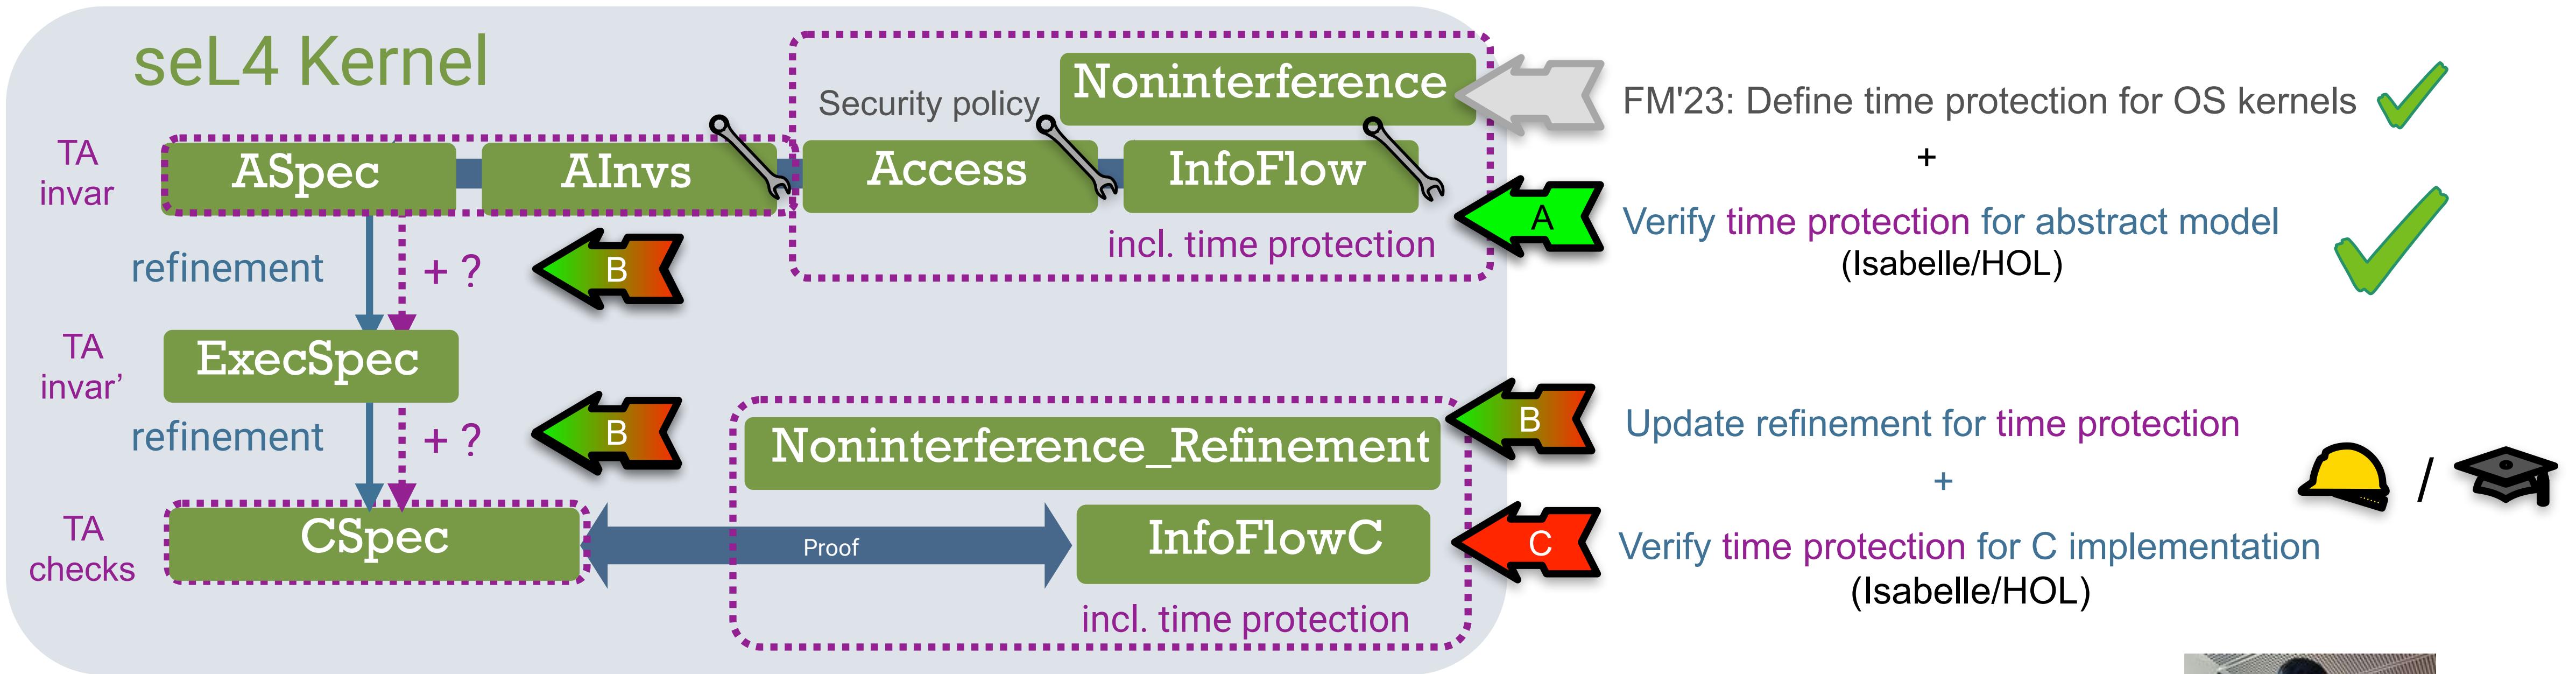 seL4 Kernel
Security policy
Noninterference
FM'23: Define time protection for OS kernels
+
TA
invar
ASpec
AInvs
Access
InfoFlow
A
Verify time protection for abstract model
(Isabelle/HOL)
incl. time protection
refinement
+ ?
B
TA
invar’
ExecSpec
refinement
+ ?
B
Noninterference_Refinement
B
Update refinement for time protection
+
/
TA
checks
CSpec
Proof
InfoFlowC
C
Verify time protection for C implementation
(Isabelle/HOL)
incl. time protection